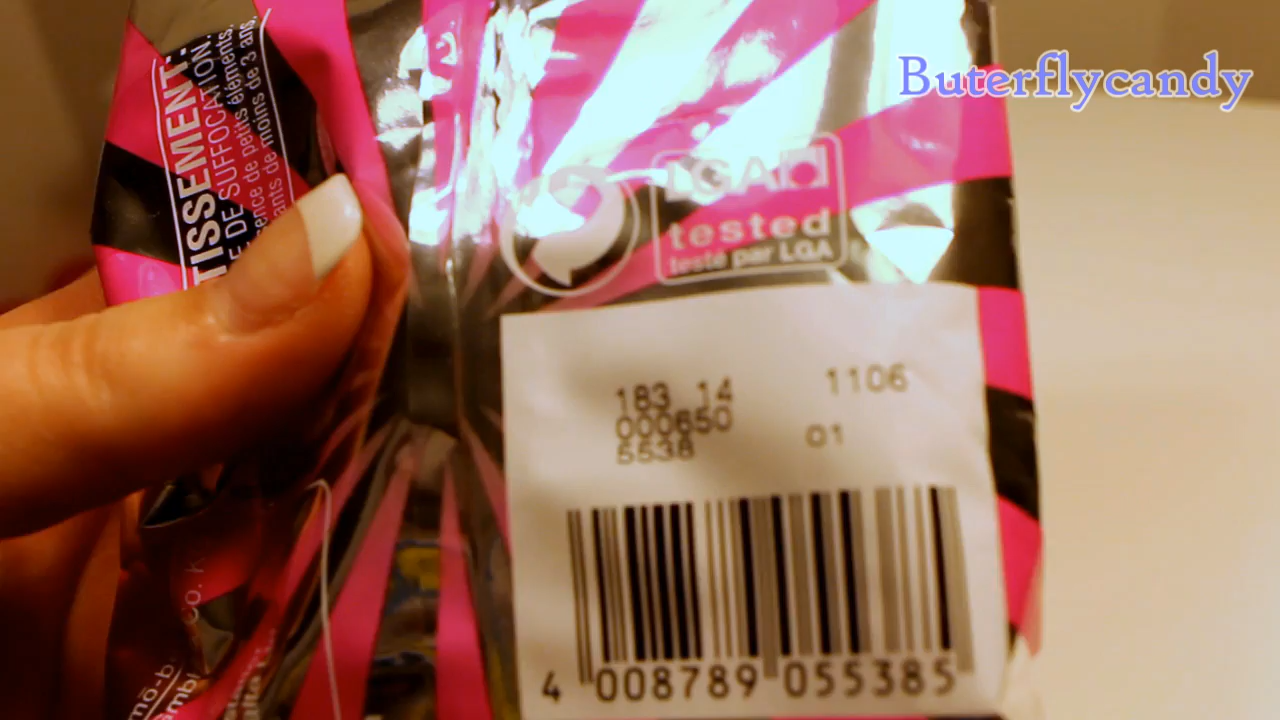 Buterflycandy
TISSEMENT:
DE SUFFOCATION.
de petits éléments.
de moins de 3 ans.
LGA
tested
testé par LGA
183 14 1106
000650 01
5538
4 008789 055385
Co. K